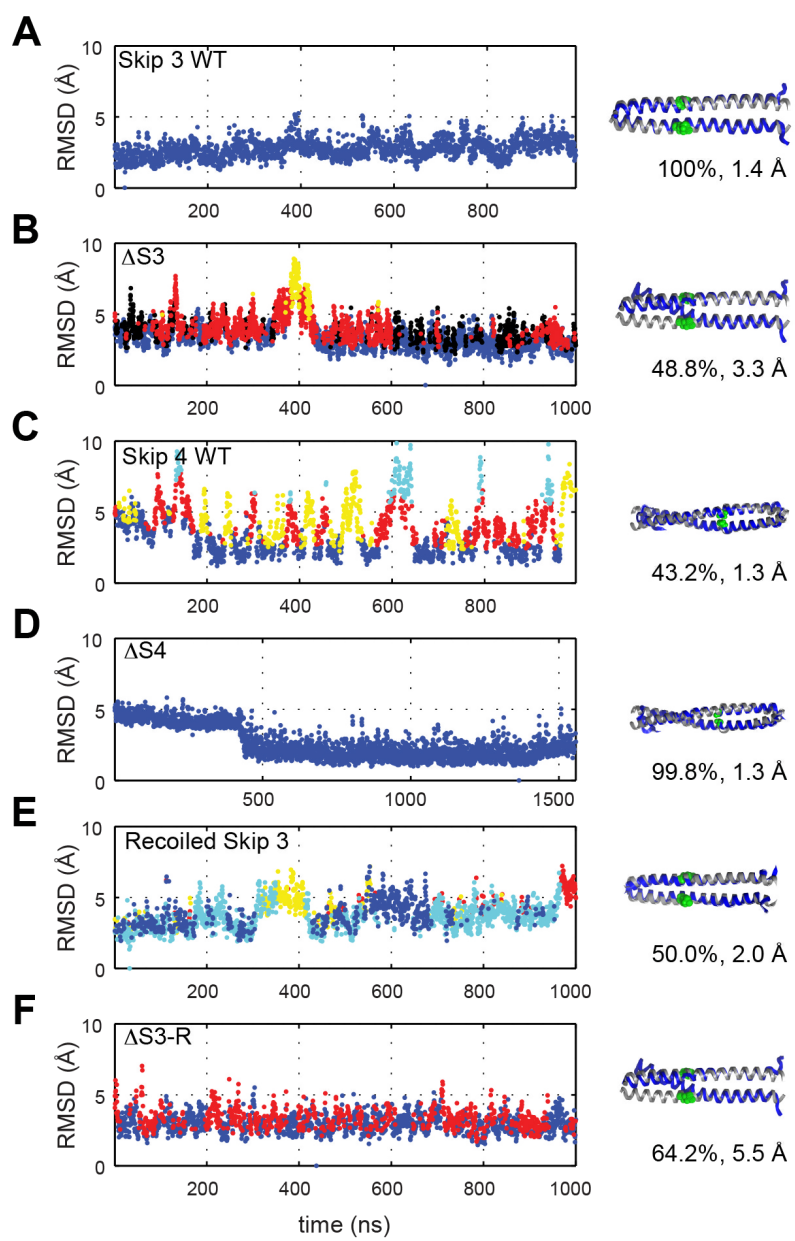 A
Skip 3 WT
RMSD (Å)
10
5
0
200 400 600 800
100%, 1.4 Å
B
ΔS3
RMSD (Å)
10
5
0
200 400 600 800 1000
48.8%, 3.3 Å
C
Skip 4 WT
RMSD (Å)
10
5
0
200 400 600 800
43.2%, 1.3 Å
D
ΔS4
RMSD (Å)
10
5
0
500 1000 1500
99.8%, 1.3 Å
E
Recoiled Skip 3
RMSD (Å)
10
5
0
200 400 600 800 1000
50.0%, 2.0 Å
F
ΔS3-R
RMSD (Å)
10
5
0
200 400 600 800 1000
64.2%, 5.5 Å
time (ns)